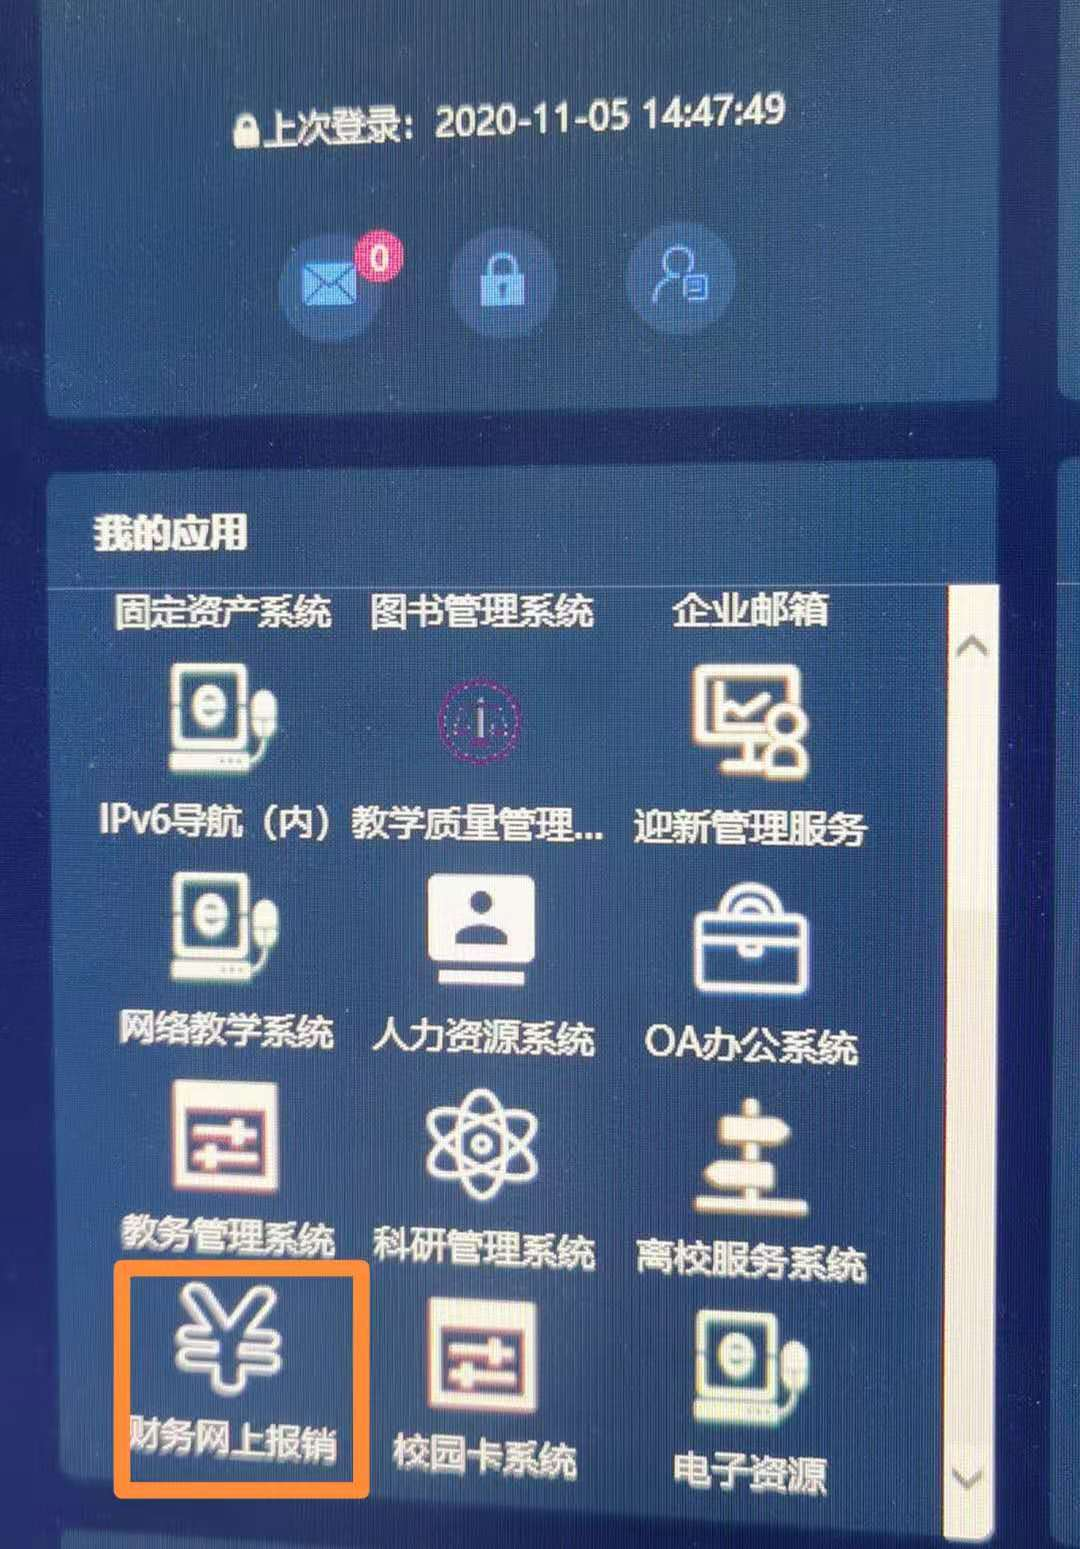 上次登录：2020-11-05 14:47:49
0
我的应用
固定资产系统 图书管理系统 企业邮箱
IPv6导航（内） 教学质量管理... 迎新管理服务
网络教学系统 人力资源系统 OA办公系统
教务管理系统 科研管理系统 离校服务系统
财务网上报销 校园卡系统 电子资源